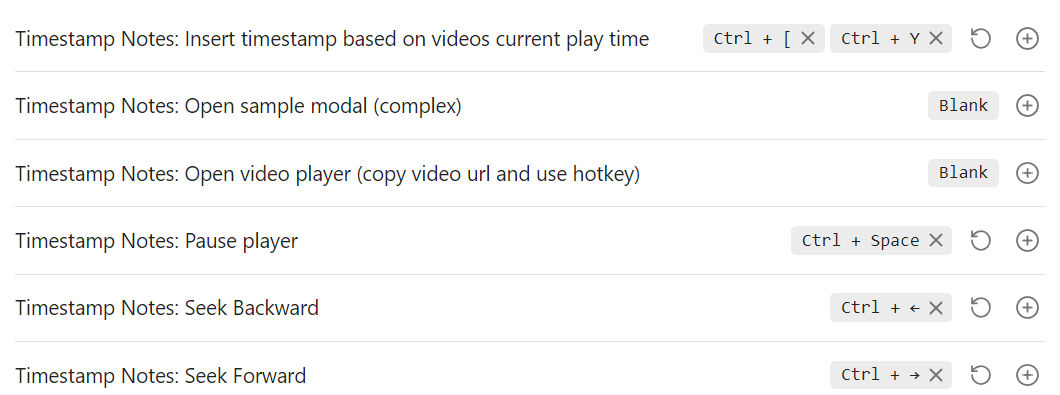 Timestamp Notes: Insert timestamp based on videos current play time Ctrl + [ Ctrl + Y
Timestamp Notes: Open sample modal (complex) Blank
Timestamp Notes: Open video player (copy video url and use hotkey) Blank
Timestamp Notes: Pause player Ctrl + Space
Timestamp Notes: Seek Backward Ctrl + ←
Timestamp Notes: Seek Forward Ctrl + →